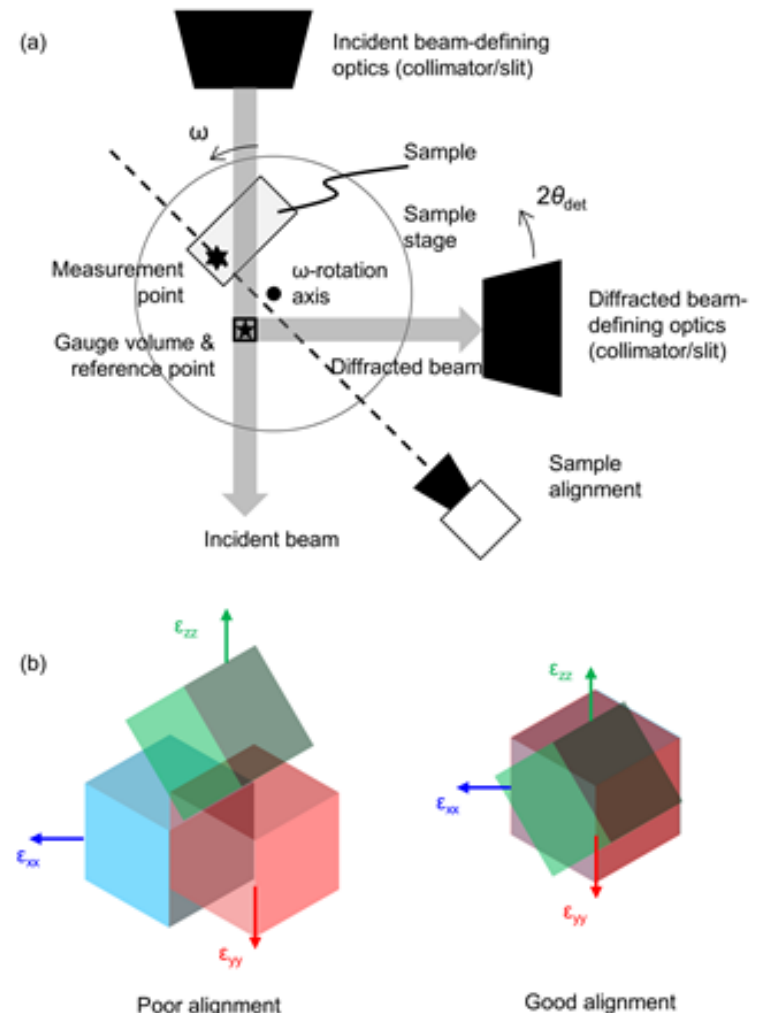 (a)
Incident beam-defining
optics (collimator/slit)
ω
Sample
2θdet
Sample
stage
Measurement
point
ω-rotation
axis
Diffracted beam-
defining optics
(collimator/slit)
Gauge volume &
reference point
Diffracted beam
Sample
alignment
Incident beam
(b)
εzz
εxx
εyy
Poor alignment
εzz
εxx
εyy
Good alignment